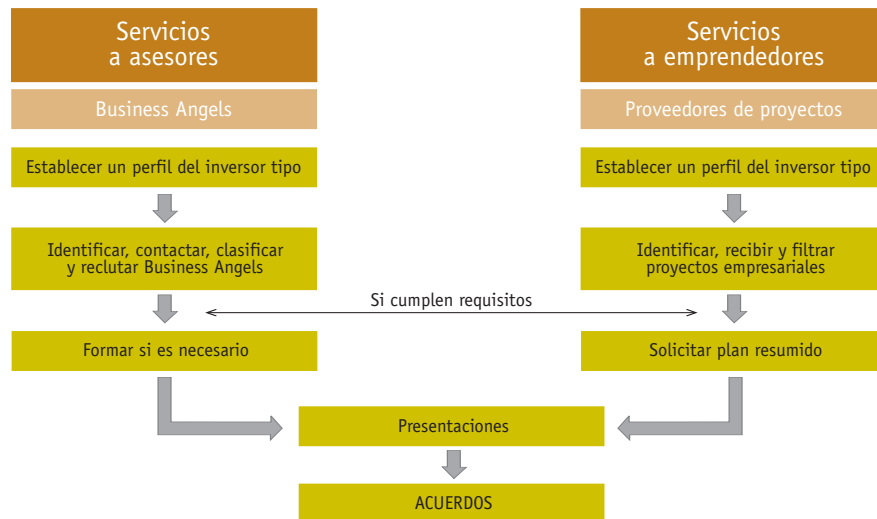 Servicios
a asesores
Business Angels
Establecer un perfil del inversor tipo
Identificar, contactar, clasificar
y reclutar Business Angels
Formar si es necesario
Servicios
a emprendedores
Proveedores de proyectos
Establecer un perfil del inversor tipo
Identificar, recibir y filtrar
proyectos empresariales
Si cumplen requisitos
Solicitar plan resumido
Presentaciones
ACUERDOS